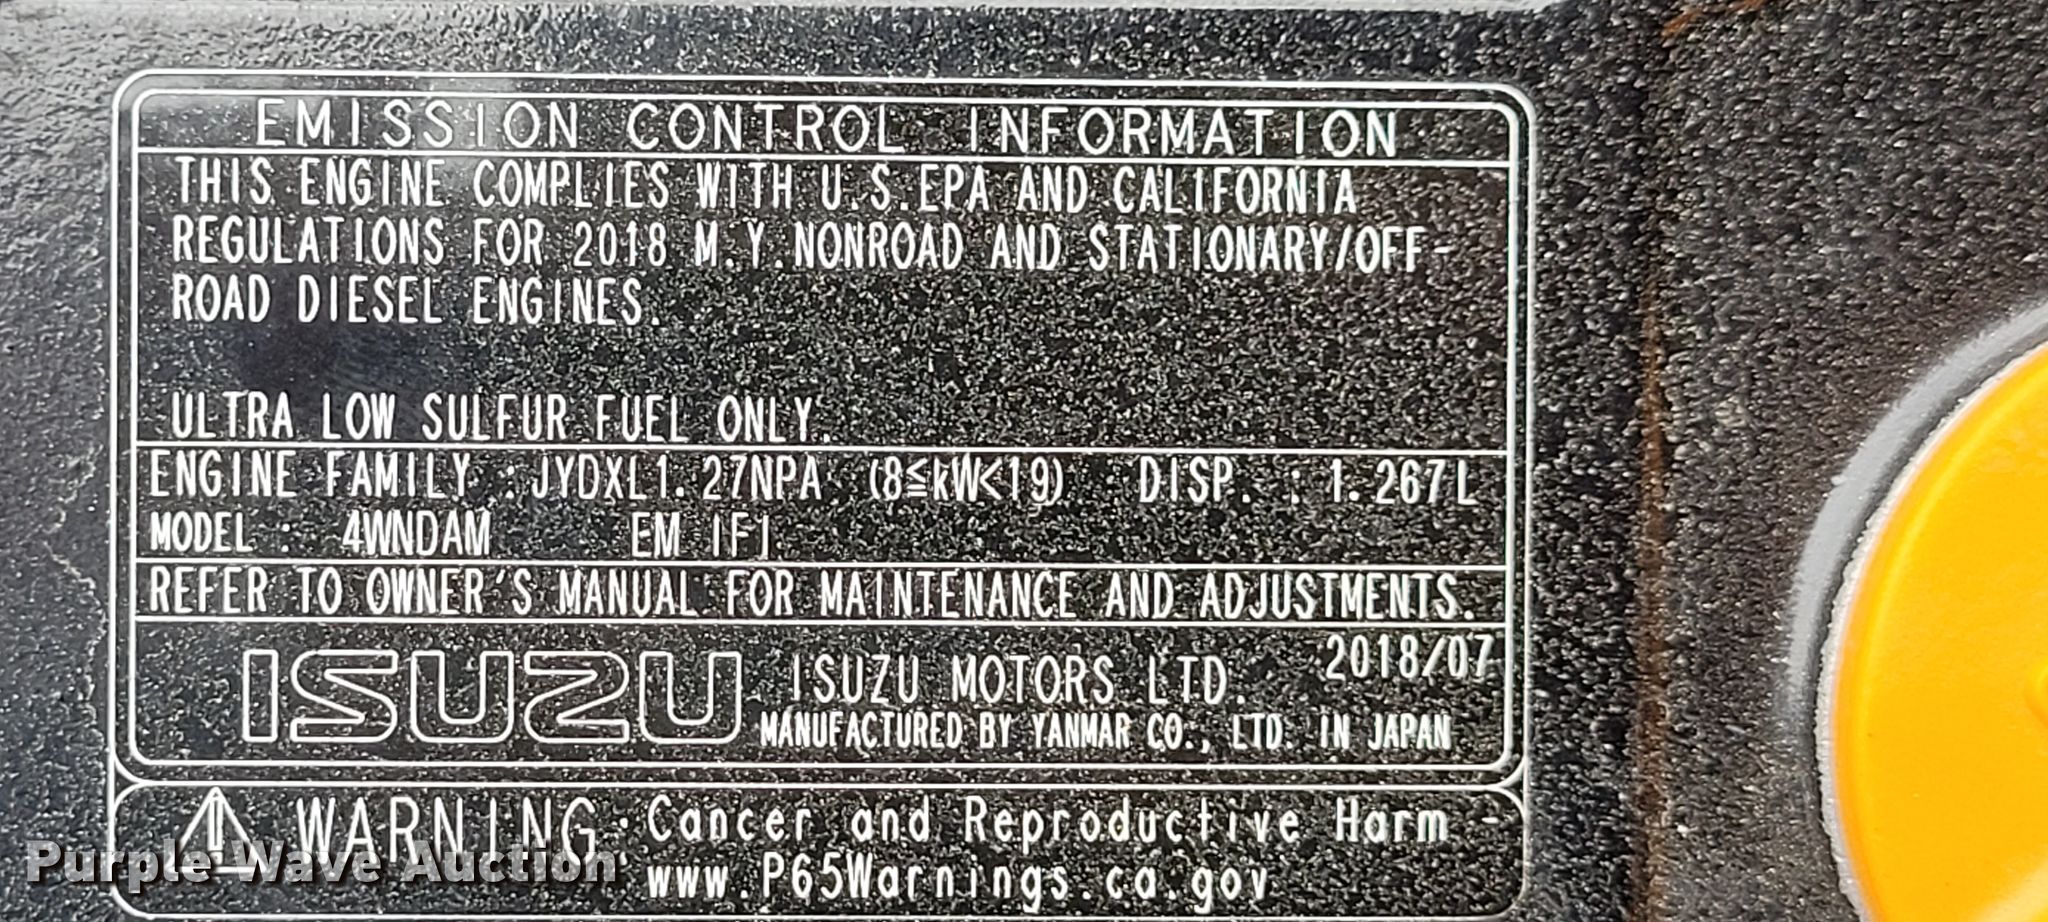 EMISSION CONTROL INFORMATION
THIS ENGINE COMPLIES WITH U.S.EPA AND CALIFORNIA
REGULATIONS FOR 2018 M.Y.NONROAD AND STATIONARY/OFF-
ROAD DIESEL ENGINES.
ULTRA LOW SULFUR FUEL ONLY.
ENGINE FAMILY : JYDXL1.27NPA (8≦kW<19) DISP. : 1.267L
MODEL : 4WNDAM EM IFI
REFER TO OWNER'S MANUAL FOR MAINTENANCE AND ADJUSTMENTS.
2018/07
ISUZU ISUZU MOTORS LTD.
MANUFACTURED BY YANMAR CO., LTD. IN JAPAN
WARNING: Cancer and Reproductive Harm -
www.P65Warnings.ca.gov
Purple Wave Auction